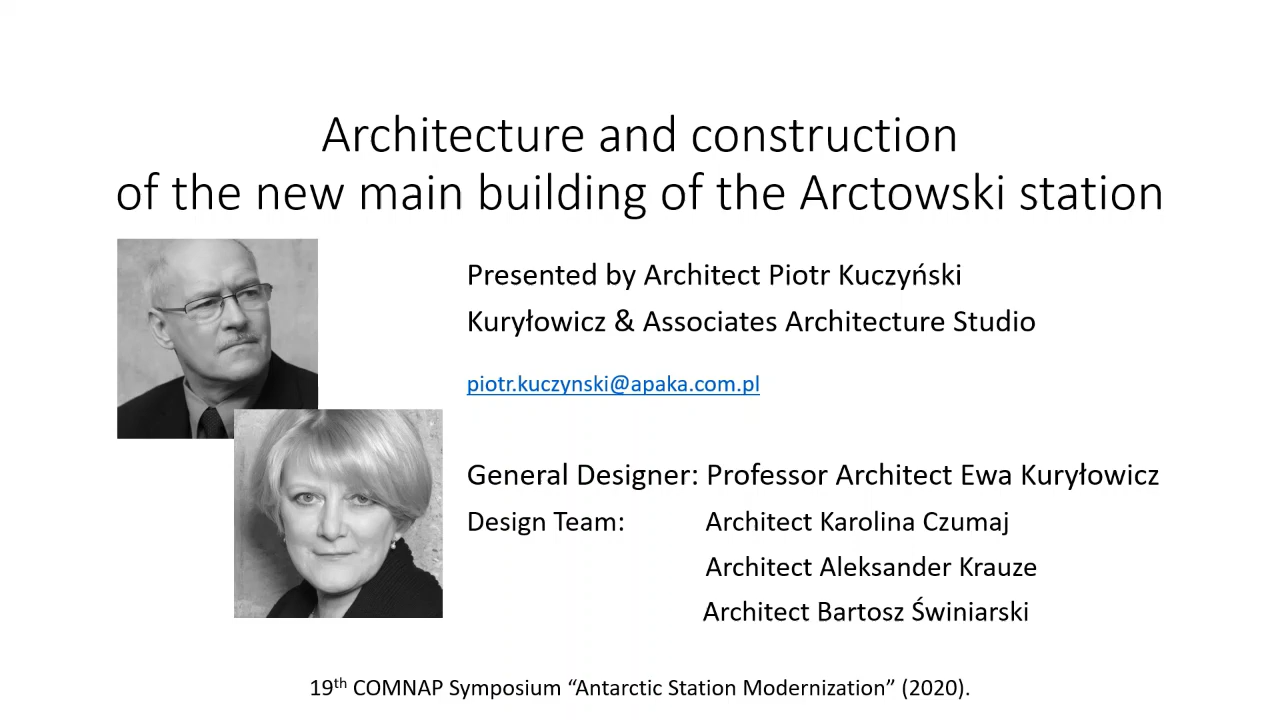 Architecture and construction
of the new main building of the Arctowski station
Presented by Architect Piotr Kuczyński
Kuryłowicz & Associates Architecture Studio
piotr.kuczynski@apaka.com.pl
General Designer: Professor Architect Ewa Kuryłowicz
Design Team: Architect Karolina Czumaj
Architect Aleksander Krauze
Architect Bartosz Świniarski
19th COMNAP Symposium “Antarctic Station Modernization” (2020).